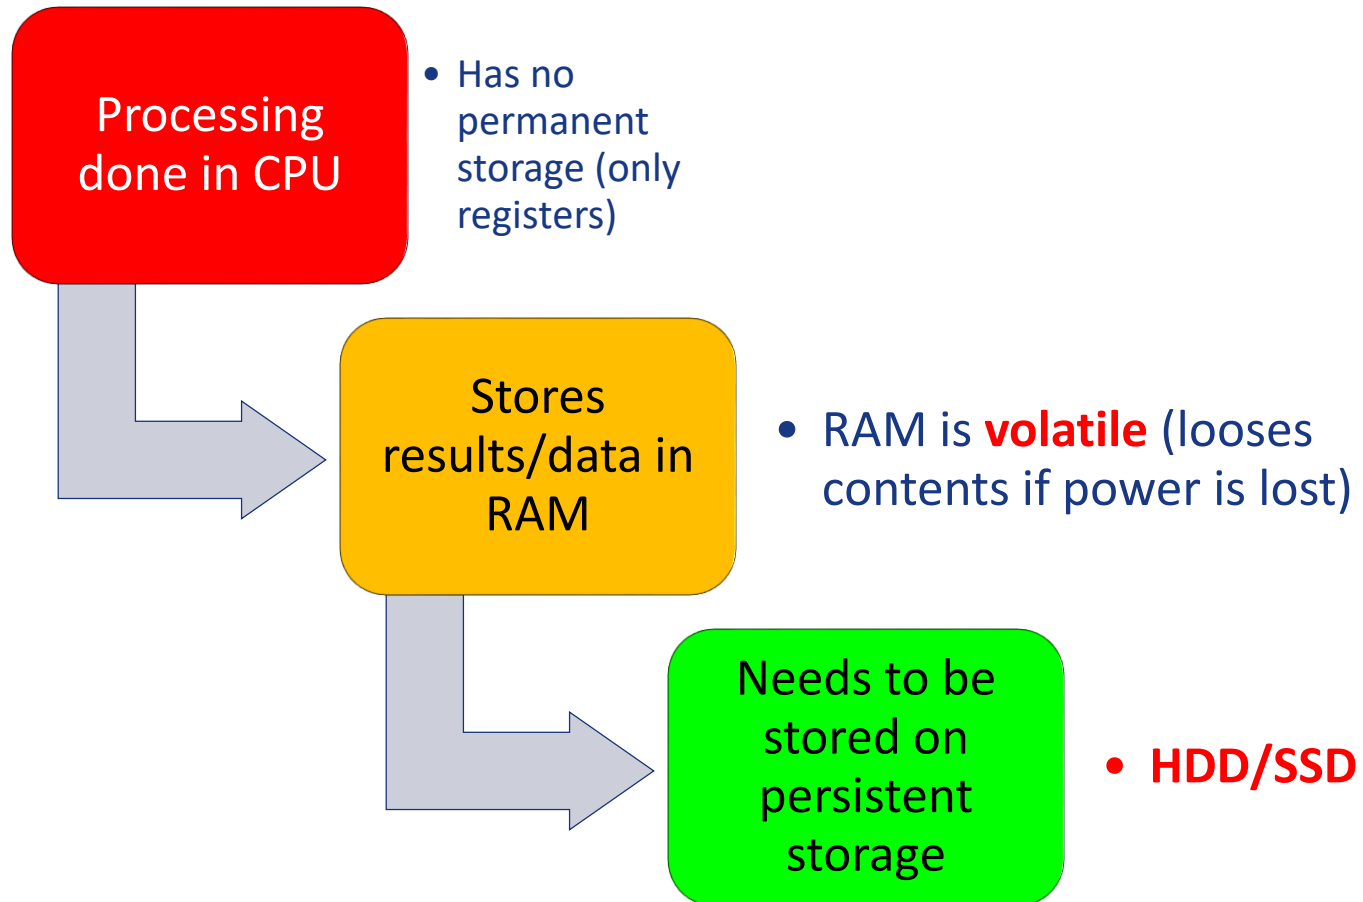 Processing
done in CPU
• Has no
permanent
storage (only
registers)
Stores
results/data in
RAM
• RAM is volatile (looses
contents if power is lost)
Needs to be
stored on
persistent
storage
• HDD/SSD